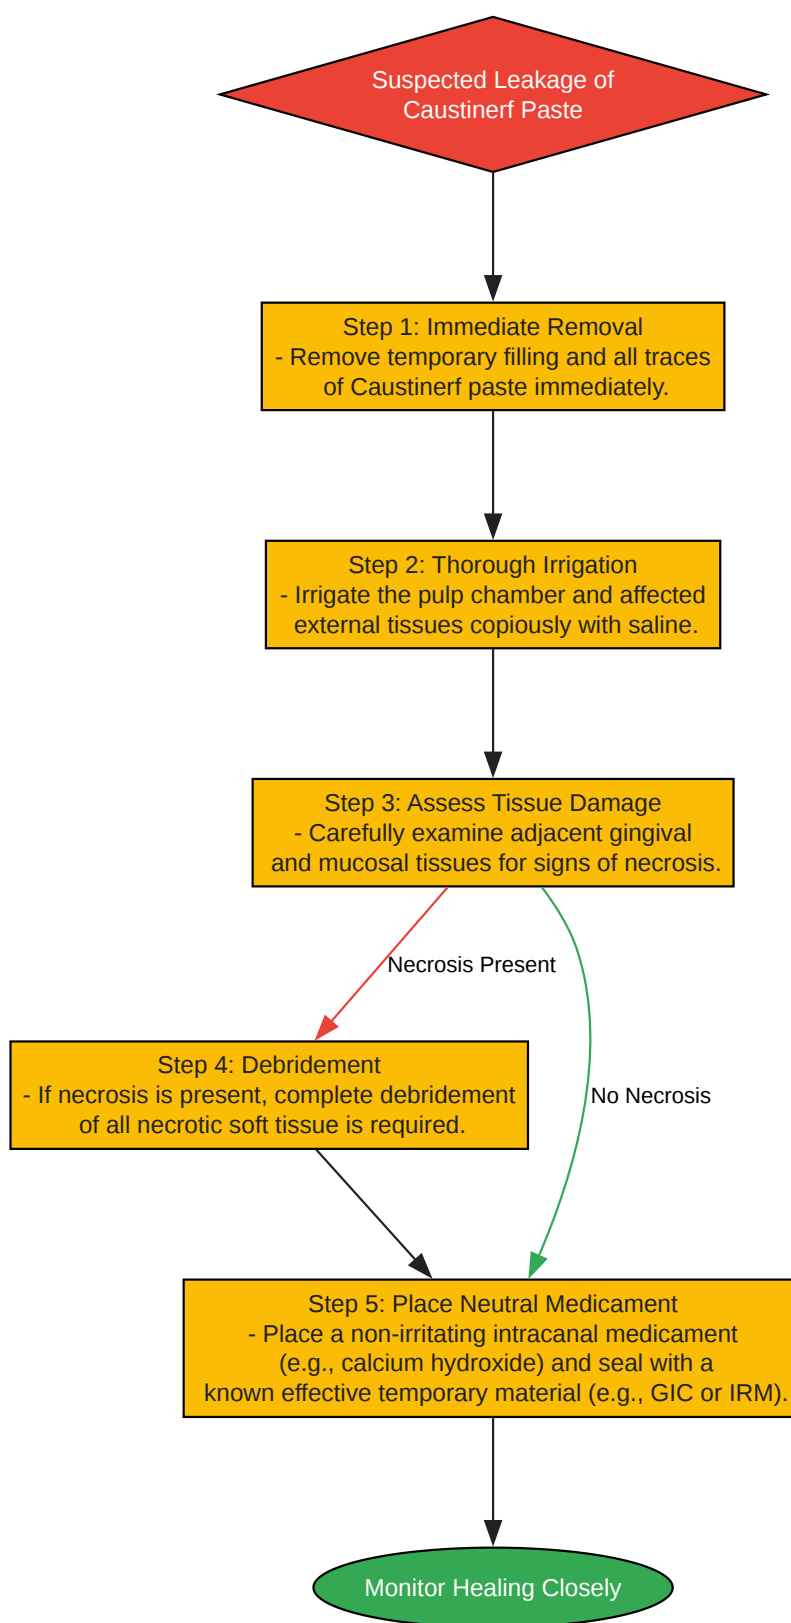 Suspected Leakage of
Caustinerf Paste
Step 1: Immediate Removal
- Remove temporary filling and all traces
of Caustinerf paste immediately.
Step 2: Thorough Irrigation
- Irrigate the pulp chamber and affected
external tissues copiously with saline.
Step 3: Assess Tissue Damage
- Carefully examine adjacent gingival
and mucosal tissues for signs of necrosis.
Necrosis Present
Step 4: Debridement
- If necrosis is present, complete debridement
of all necrotic soft tissue is required.
No Necrosis
Step 5: Place Neutral Medicament
- Place a non-irritating intracanal medicament
(e.g., calcium hydroxide) and seal with a
known effective temporary material (e.g., GIC or IRM).
Monitor Healing Closely